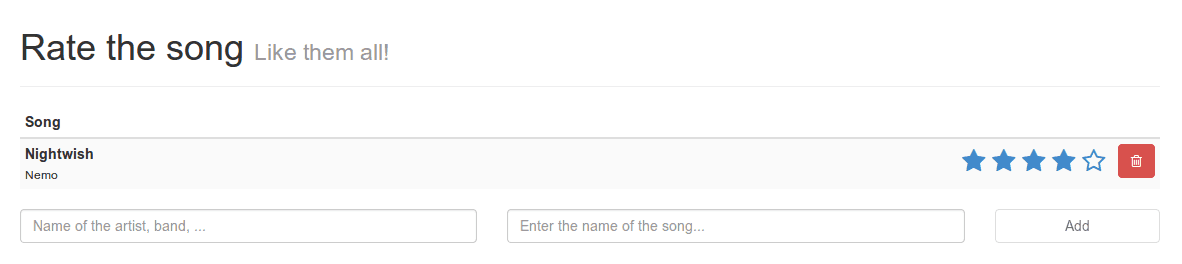 Rate the song Like them all!
Song
Nightwish
Nemo
Name of the artist, band, ... Enter the name of the song... Add